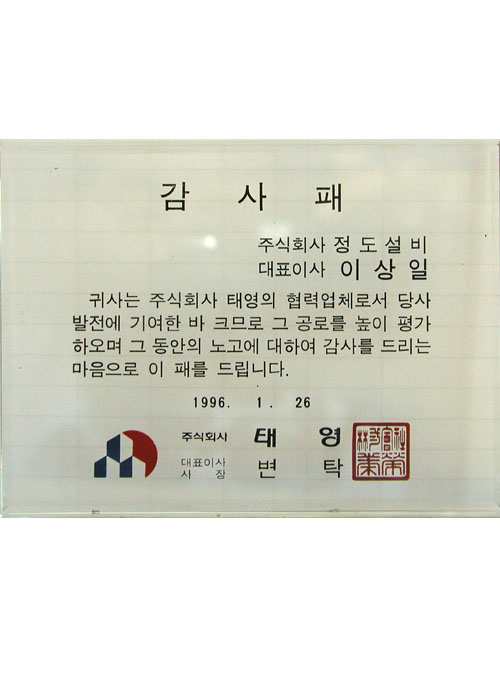 감 사 패
주식회사 정 도 설 비
대표이사 이 상 일
귀사는 주식회사 태영의 협력업체로서 당사
발전에 기여한 바 크므로 그 공로를 높이 평가
하오며 그 동안의 노고에 대하여 감사를 드리는
마음으로 이 패를 드립니다.
1996. 1. 26
주식회사 태 영
대표이사
사 장 변 탁